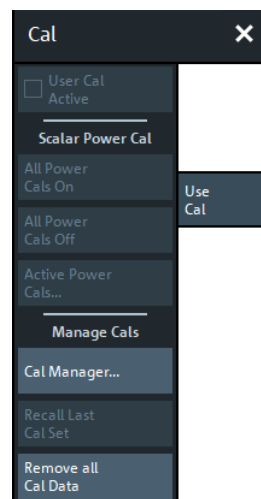 Cal
User Cal
Active
Scalar Power Cal
All Power
Cals On
All Power
Cals Off
Active Power
Cals...
Manage Cals
Cal Manager...
Recall Last
Cal Set
Remove all
Cal Data
Use
Cal